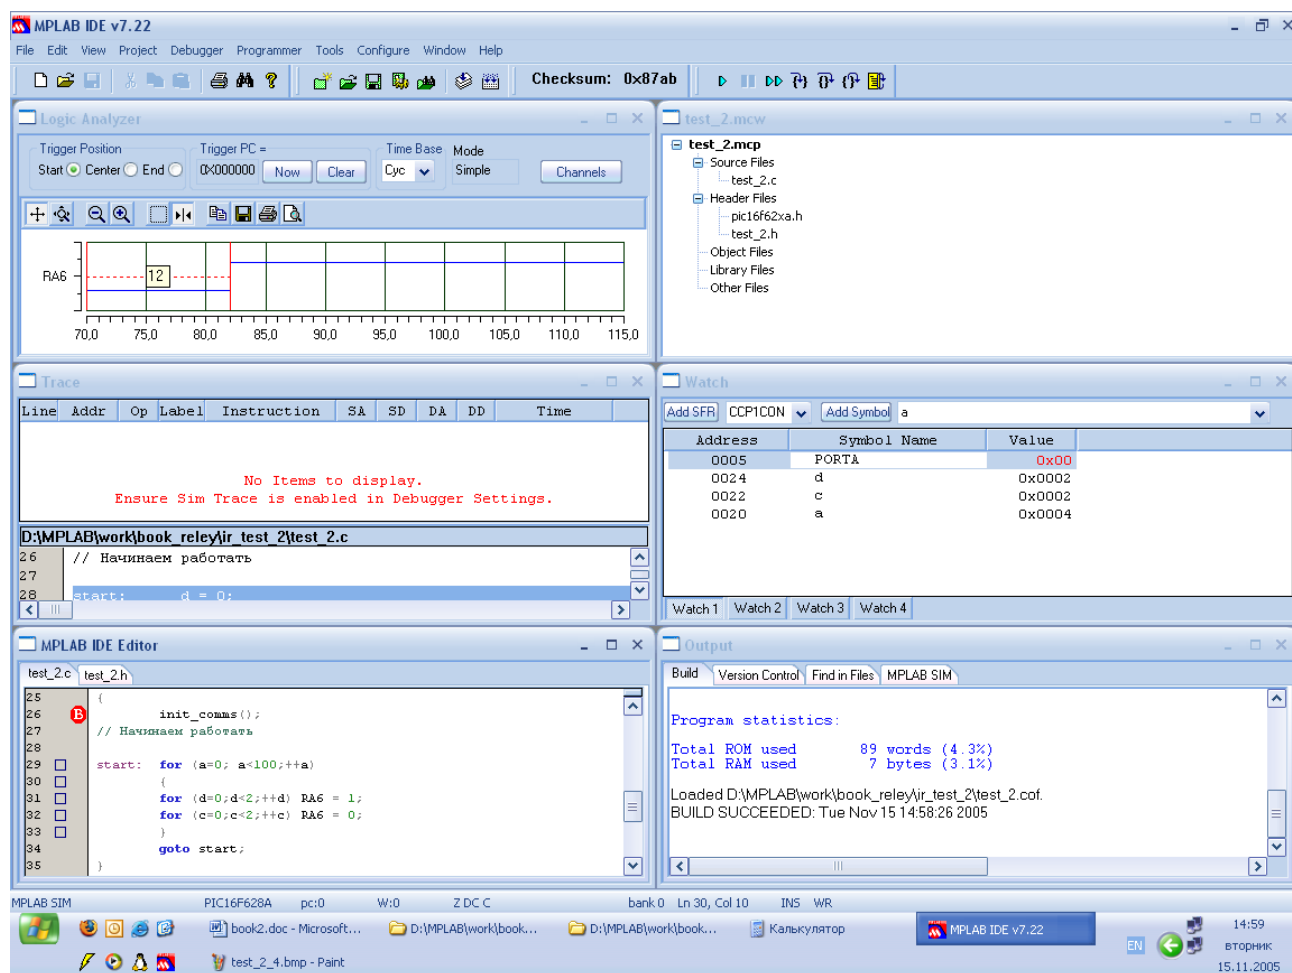 MPLAB IDE v7.22
File Edit View Project Debugger Programmer Tools Configure Window Help
Checksum: 0x87ab
Logic Analyzer
Trigger Position
Start Center End
Trigger PC =
0X000000 Now Clear
Time Base
Cyc
Mode
Simple
Channels
RA6
12
70,0 75,0 80,0 85,0 90,0 95,0 100,0 105,0 110,0 115,0
test_2.mcw
test_2.mcp
Source Files
test_2.c
Header Files
pic16f62xa.h
test_2.h
Object Files
Library Files
Other Files
Trace
Line Addr Op Label Instruction SA SD DA DD Time
No Items to display.
Ensure Sim Trace is enabled in Debugger Settings.
D:\MPLAB\work\book_reley\ir_test_2\test_2.c
26 // Начинаем работать
27
28 start: d = 0;
Watch
Add SFR CCP1CON Add Symbol a
Address Symbol Name Value
0005 PORTA 0x00
0024 d 0x0002
0022 c 0x0002
0020 a 0x0004
Watch 1 Watch 2 Watch 3 Watch 4
MPLAB IDE Editor
test_2.c test_2.h
25 {
26 B init_comms();
27 // Начинаем работать
28
29 start: for (a=0; a<100;++a)
30 {
31 for (d=0;d<2;++d) RA6 = 1;
32 for (c=0;c<2;++c) RA6 = 0;
33 }
34 goto start;
35 }
Output
Build Version Control Find in Files MPLAB SIM
Program statistics:
Total ROM used 89 words (4.3%)
Total RAM used 7 bytes (3.1%)
Loaded D:\MPLAB\work\book_reley\ir_test_2\test_2.cof.
BUILD SUCCEEDED: Tue Nov 15 14:58:26 2005
MPLAB SIM PIC16F628A pc:0 W:0 Z DC C bank 0 Ln 30, Col 10 INS WR
book2.doc - Microsoft... D:\MPLAB\work\book... D:\MPLAB\work\book... Калькулятор MPLAB IDE v7.22
test_2_4.bmp - Paint
EN
14:59
вторник
15.11.2005